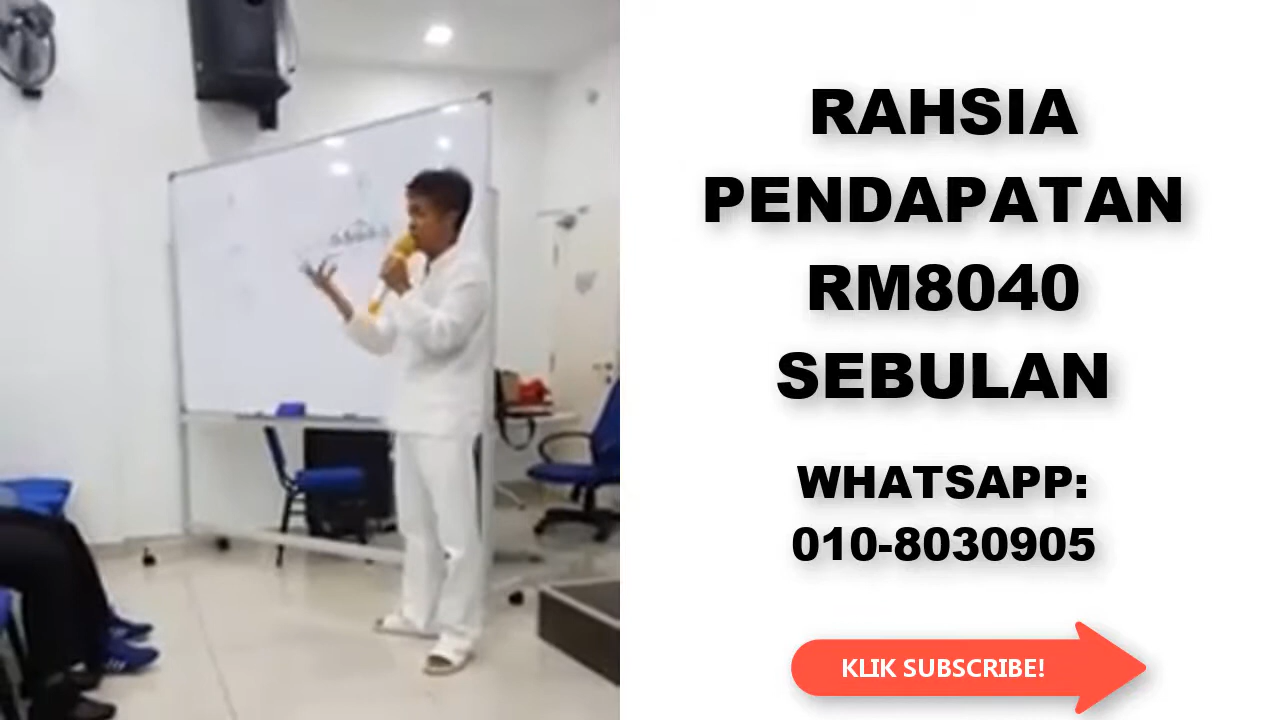 RAHSIA
PENDAPATAN
RM8040
SEBULAN
WHATSAPP:
010-8030905
KLIK SUBSCRIBE!